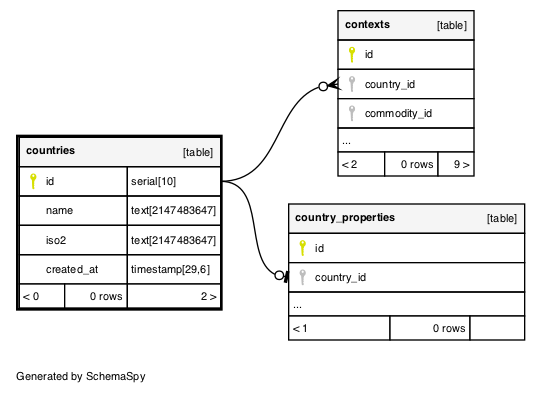 contexts [table]
id
country_id
commodity_id
...
< 2 0 rows 9 >
countries [table]
id serial[10]
name text[2147483647]
iso2 text[2147483647]
created_at timestamp[29,6]
< 0 0 rows 2 >
country_properties [table]
id
country_id
...
< 1 0 rows
Generated by SchemaSpy